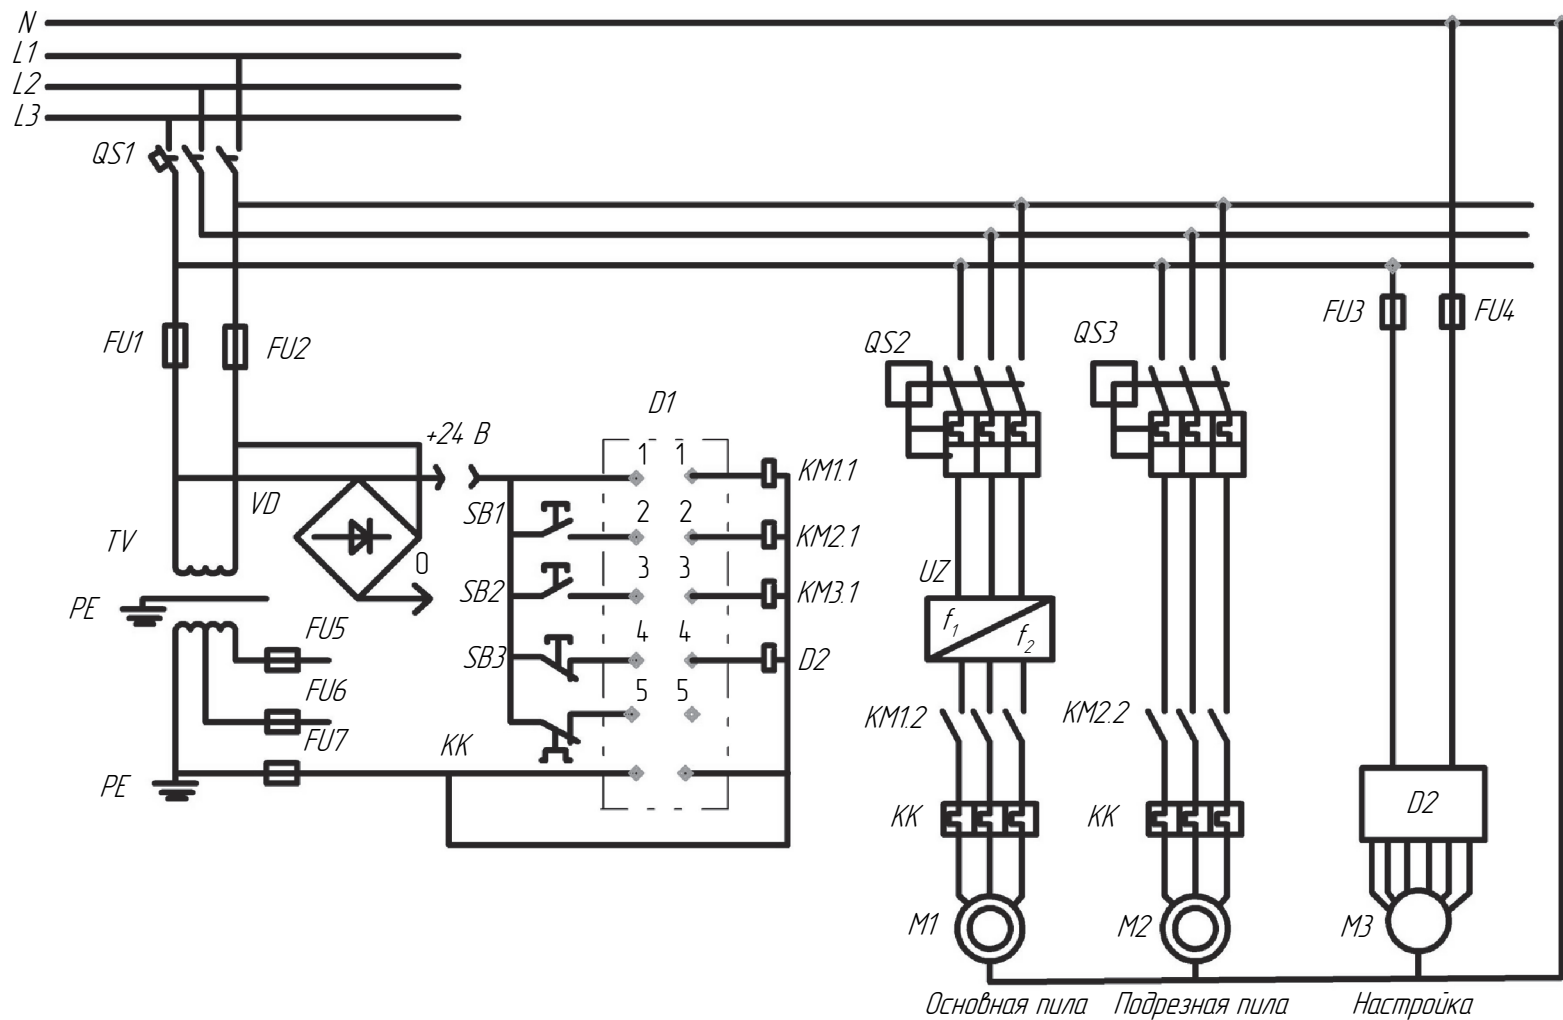 N
L1
L2
L3
QS1
FU1
FU2
FU3
FU4
QS2
QS3
D1
+24 В
1 1
KM1.1
VD
SB1
2 2
KM2.1
TV
0
3 3
UZ
PE
SB2
KM3.1
f1
f2
FU5
4 4
SB3
D2
FU6
5 5
KM1.2
KM2.2
FU7
KK
PE
KK
KK
D2
M1
M2
M3
Основная пила
Подрезная пила
Настройка